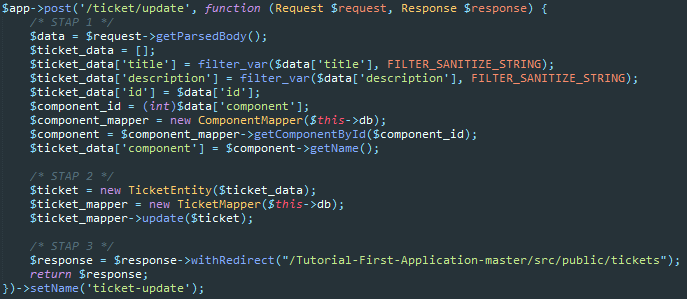 $app->post('/ticket/update', function (Request $request, Response $response) {
/* STAP 1 */
$data = $request->getParsedBody();
$ticket_data = [];
$ticket_data['title'] = filter_var($data['title'], FILTER_SANITIZE_STRING);
$ticket_data['description'] = filter_var($data['description'], FILTER_SANITIZE_STRING);
$ticket_data['id'] = $data['id'];
$component_id = (int)$data['component'];
$component_mapper = new ComponentMapper($this->db);
$component = $component_mapper->getComponentById($component_id);
$ticket_data['component'] = $component->getName();
/* STAP 2 */
$ticket = new TicketEntity($ticket_data);
$ticket_mapper = new TicketMapper($this->db);
$ticket_mapper->update($ticket);
/* STAP 3 */
$response = $response->withRedirect("/Tutorial-First-Application-master/src/public/tickets");
return $response;
})->setName('ticket-update');